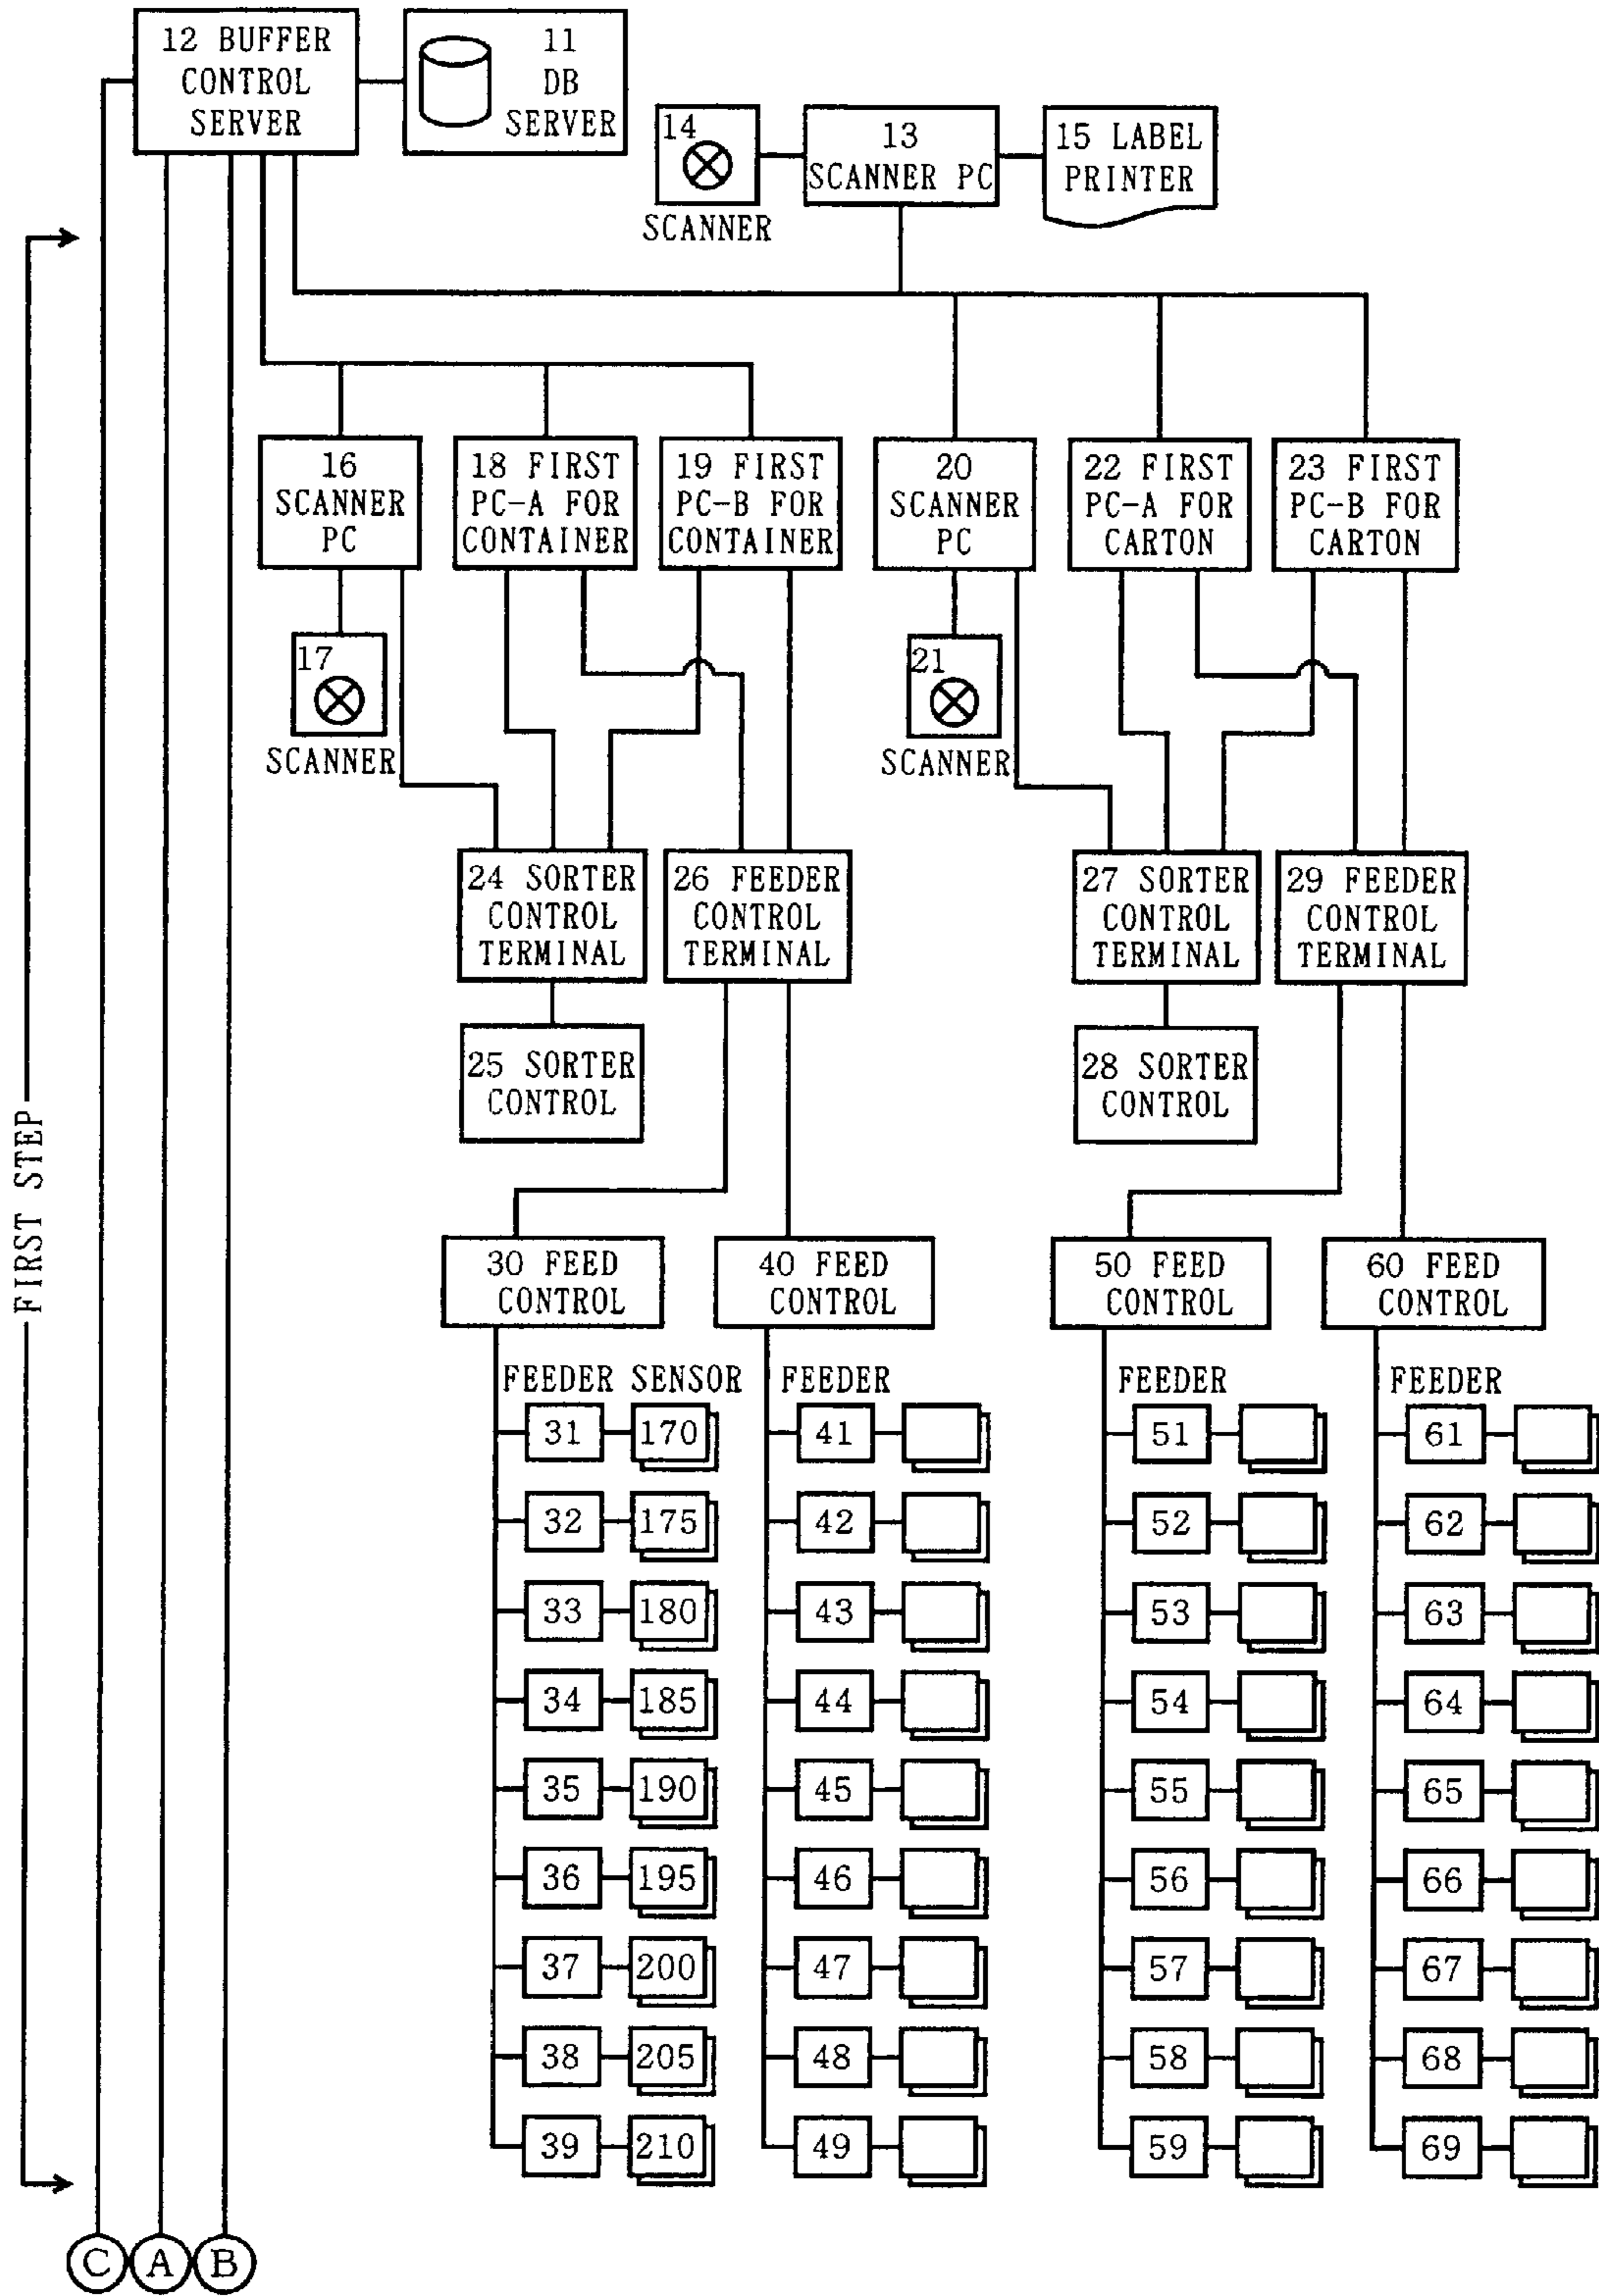 12 BUFFER
CONTROL
SERVER
11
DB
SERVER
14
SCANNER
13
SCANNER PC
15 LABEL
PRINTER
FIRST STEP
16
SCANNER
PC
18 FIRST
PC-A FOR
CONTAINER
19 FIRST
PC-B FOR
CONTAINER
20
SCANNER
PC
22 FIRST
PC-A FOR
CARTON
23 FIRST
PC-B FOR
CARTON
17
SCANNER
21
SCANNER
24 SORTER
CONTROL
TERMINAL
26 FEEDER
CONTROL
TERMINAL
27 SORTER
CONTROL
TERMINAL
29 FEEDER
CONTROL
TERMINAL
25 SORTER
CONTROL
28 SORTER
CONTROL
30 FEED
CONTROL
40 FEED
CONTROL
50 FEED
CONTROL
60 FEED
CONTROL
FEEDER SENSOR FEEDER FEEDER FEEDER
31 170 41 51 61
32 175 42 52 62
33 180 43 53 63
34 185 44 54 64
35 190 45 55 65
36 195 46 56 66
37 200 47 57 67
38 205 48 58 68
39 210 49 59 69
C A B